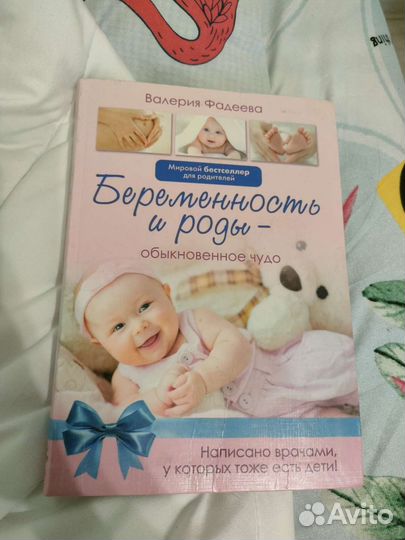 Валерия Фадеева
Мировой бестселлер
для родителей
Беременность
и роды –
обыкновенное чудо
Написано врачами,
у которых тоже есть дети!
Avito